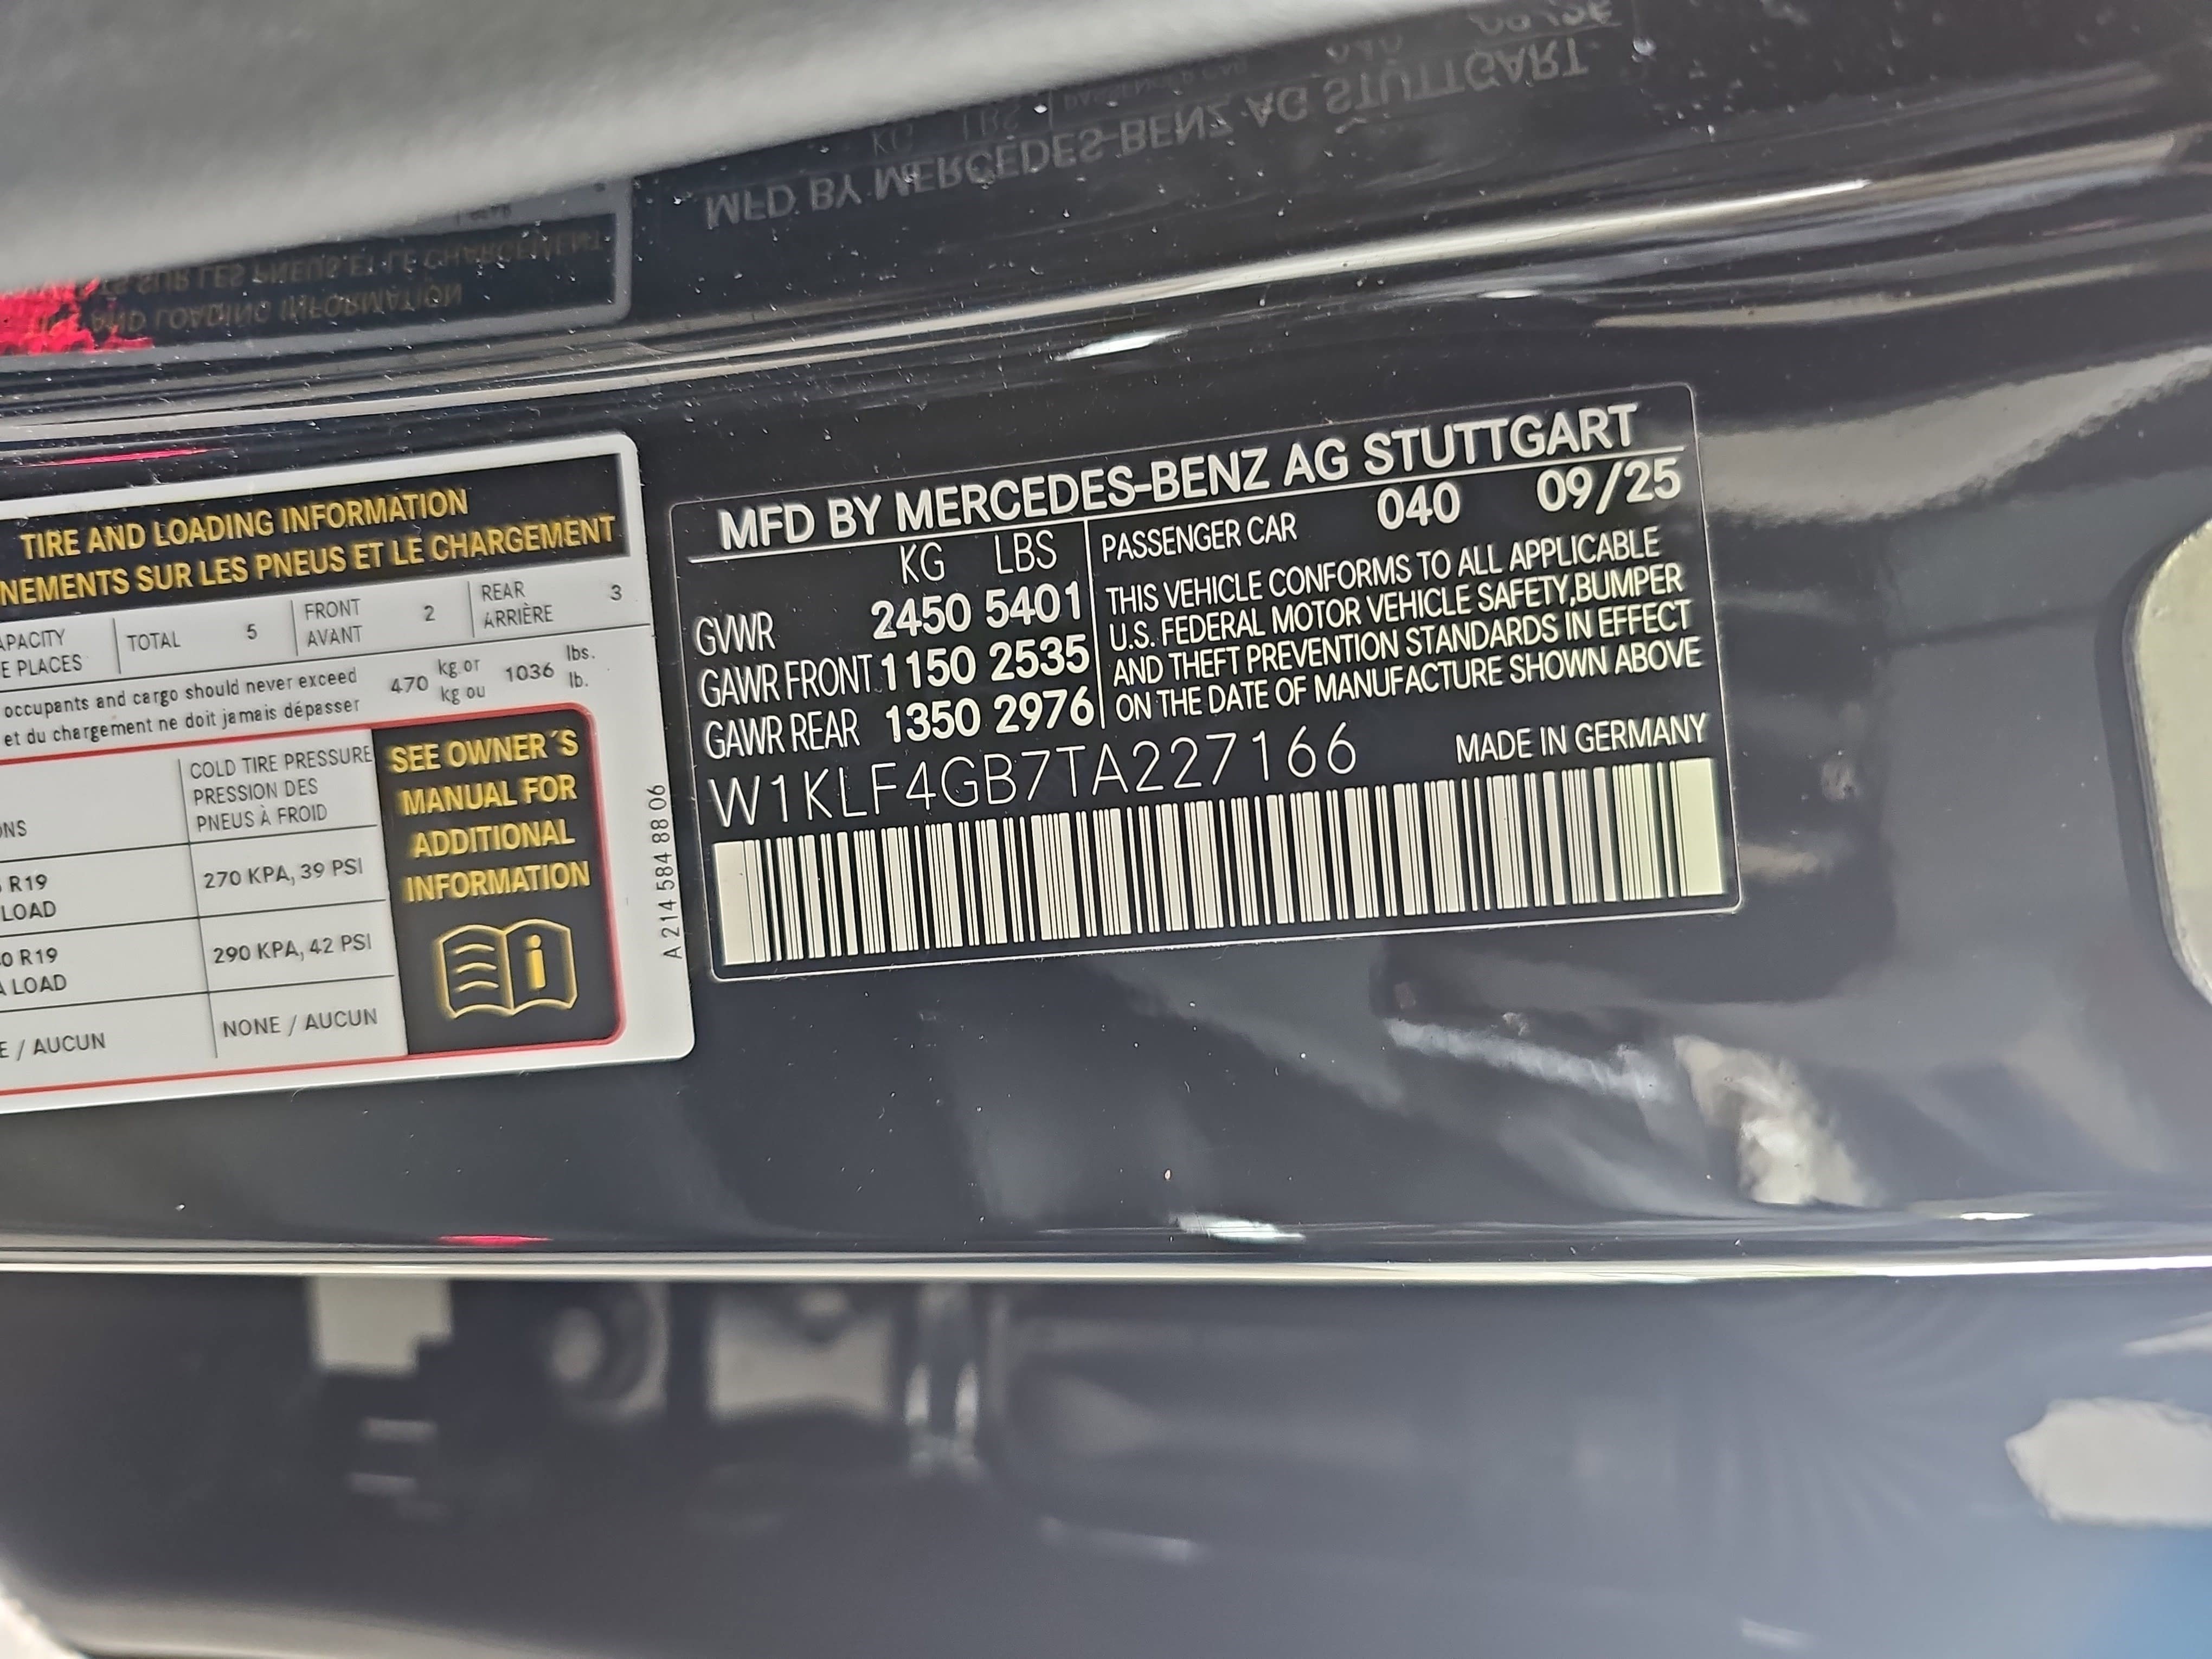 TIRE AND LOADING INFORMATION
NEMENTS SUR LES PNEUS ET LE CHARGEMENT
APACITY
E PLACES
TOTAL 5
FRONT
AVANT
2
REAR
ARRIÈRE
3
occupants and cargo should never exceed
et du chargement ne doit jamais dépasser
470 kg or
kg ou
1036 lbs.
lb.
COLD TIRE PRESSURE
PRESSION DES
PNEUS À FROID
NS
R19
LOAD
270 KPA, 39 PSI
0 R19
A LOAD
290 KPA, 42 PSI
E / AUCUN
NONE / AUCUN
SEE OWNER´S
MANUAL FOR
ADDITIONAL
INFORMATION
i
A 214 584 88 06
MFD BY MERCEDES-BENZ AG STUTTGART
KG LBS
GVWR 2450 5401
GAWR FRONT 1150 2535
GAWR REAR 1350 2976
PASSENGER CAR 040 09/25
THIS VEHICLE CONFORMS TO ALL APPLICABLE
U.S. FEDERAL MOTOR VEHICLE SAFETY,BUMPER
AND THEFT PREVENTION STANDARDS IN EFFECT
ON THE DATE OF MANUFACTURE SHOWN ABOVE
W1KLF4GB7TA227166
MADE IN GERMANY